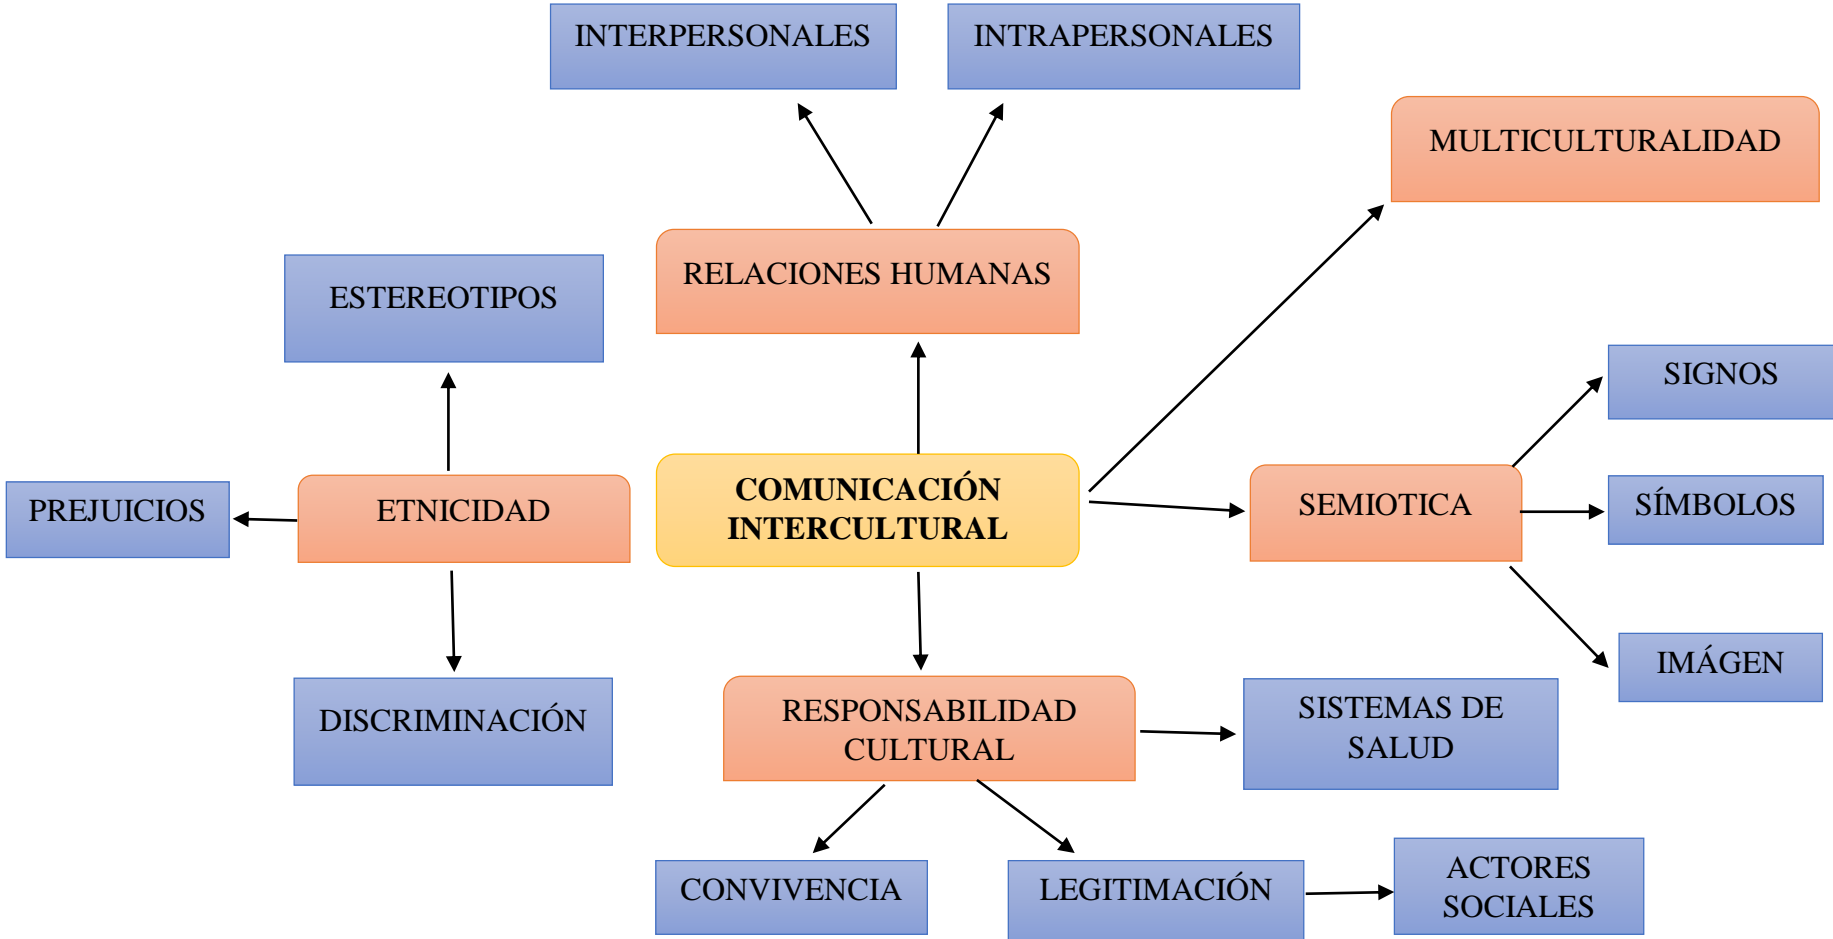 INTERPERSONALES
INTRAPERSONALES
MULTICULTURALIDAD
RELACIONES HUMANAS
ESTEREOTIPOS
SIGNOS
PREJUICIOS
ETNICIDAD
COMUNICACIÓN
INTERCULTURAL
SEMIOTICA
SÍMBOLOS
IMÁGEN
DISCRIMINACIÓN
RESPONSABILIDAD
CULTURAL
SISTEMAS DE
SALUD
CONVIVENCIA
LEGITIMACIÓN
ACTORES
SOCIALES